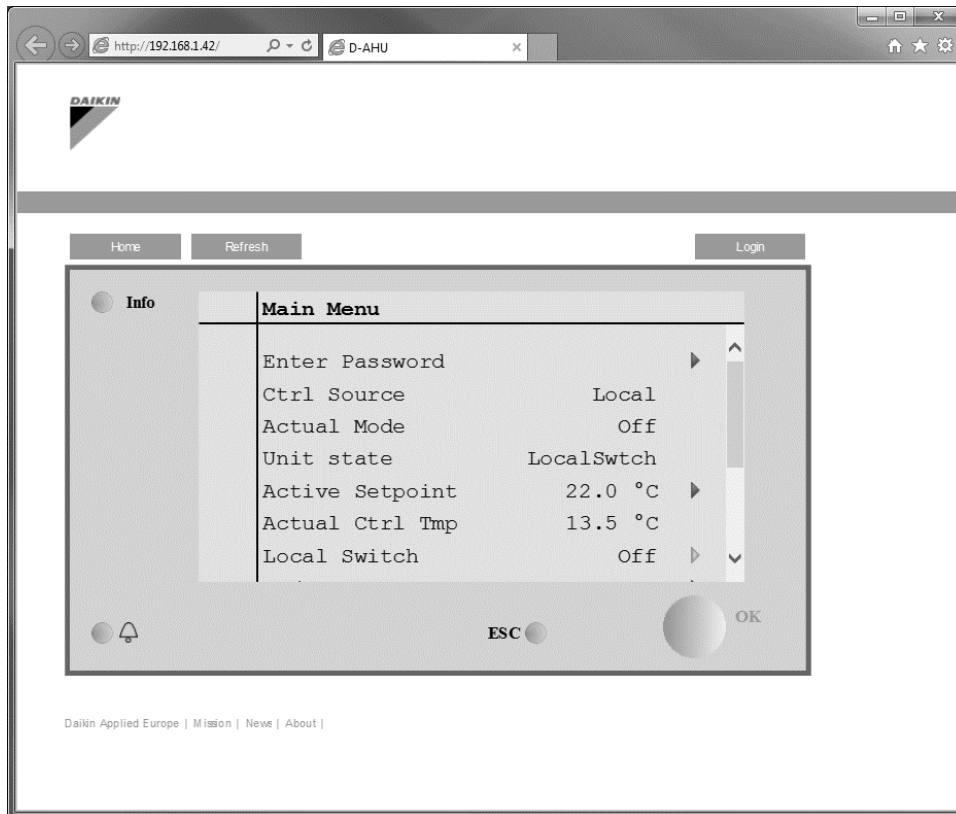 http://192.168.1.42/
D-AHU
DAIKIN
Home Refresh Login
Info
Main Menu
Enter Password
Ctrl Source Local
Actual Mode Off
Unit state LocalSwtch
Active Setpoint 22.0 °C
Actual Ctrl Tmp 13.5 °C
Local Switch Off
ESC
OK
Daikin Applied Europe | Mission | News | About |